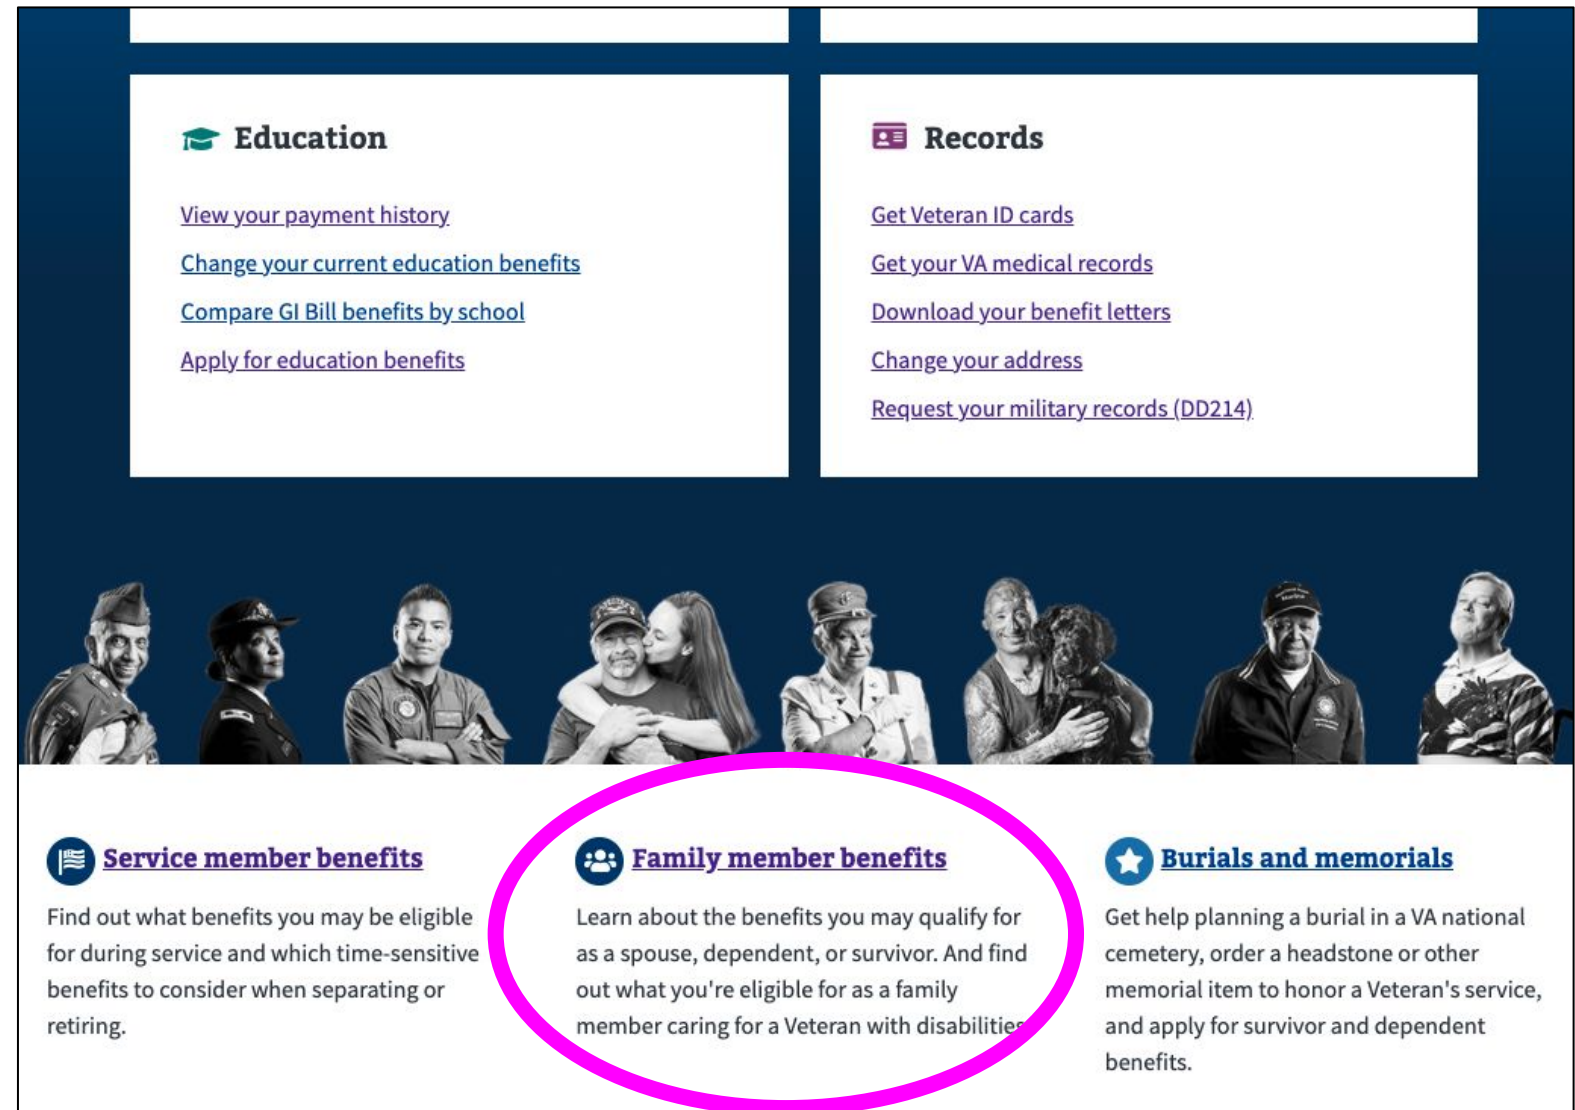 Education
View your payment history
Change your current education benefits
Compare GI Bill benefits by school
Apply for education benefits
Records
Get Veteran ID cards
Get your VA medical records
Download your benefit letters
Change your address
Request your military records (DD214)
Service member benefits
Find out what benefits you may be eligible
for during service and which time-sensitive
benefits to consider when separating or
retiring.
Family member benefits
Learn about the benefits you may qualify for
as a spouse, dependent, or survivor. And find
out what you're eligible for as a family
member caring for a Veteran with disabilities
Burials and memorials
Get help planning a burial in a VA national
cemetery, order a headstone or other
memorial item to honor a Veteran's service,
and apply for survivor and dependent
benefits.